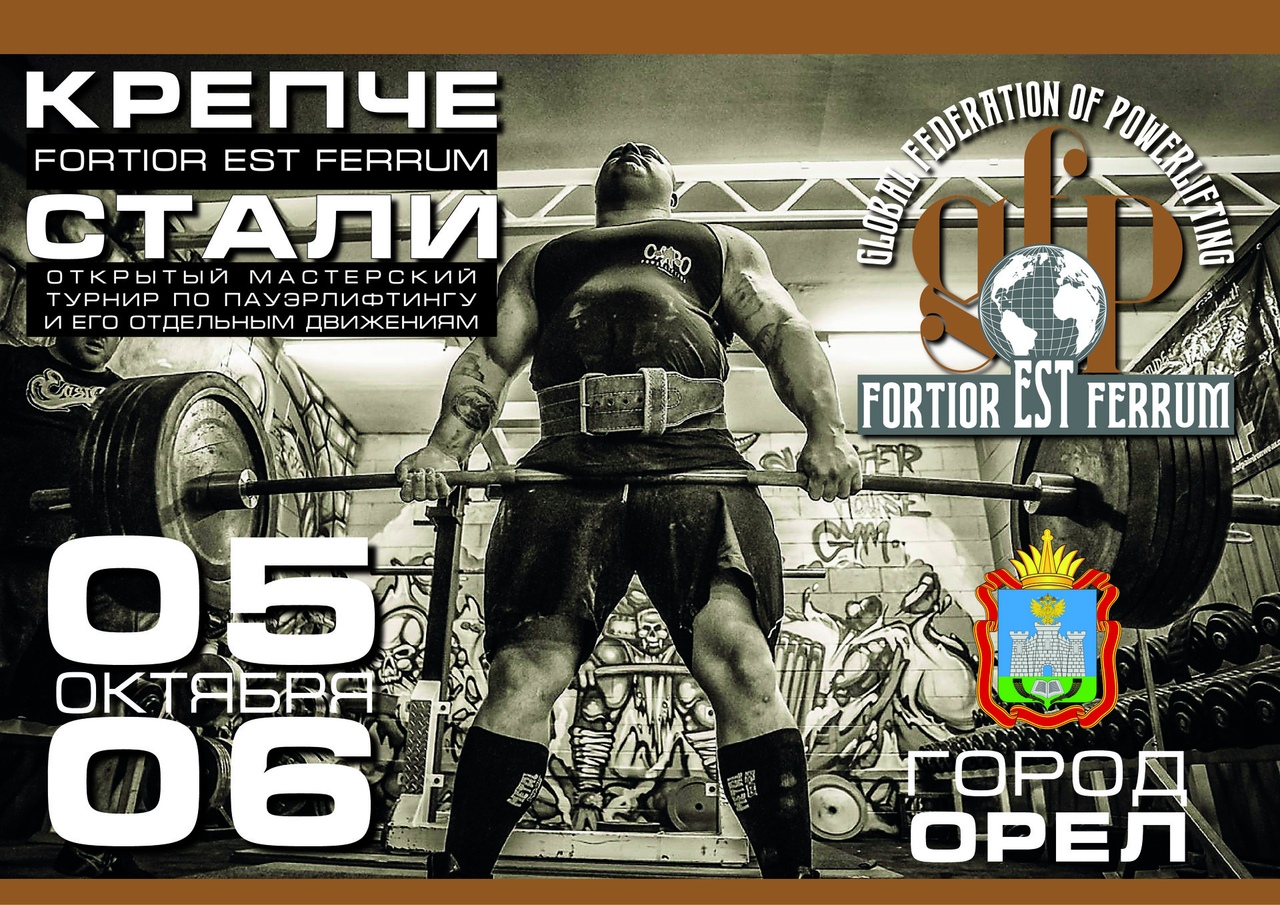 КРЕПЧЕ
FORTIOR EST FERRUM
СТАЛИ
ОТКРЫТЫЙ МАСТЕРСКИЙ
ТУРНИР ПО ПАУЭРЛИФТИНГУ
И ЕГО ОТДЕЛЬНЫМ ДВИЖЕНИЯМ
GLOBAL FEDERATION OF POWERLIFTING
gfp
FORTIOR EST FERRUM
05
ОКТЯБРЯ
06
ГОРОД
ОРЕЛ